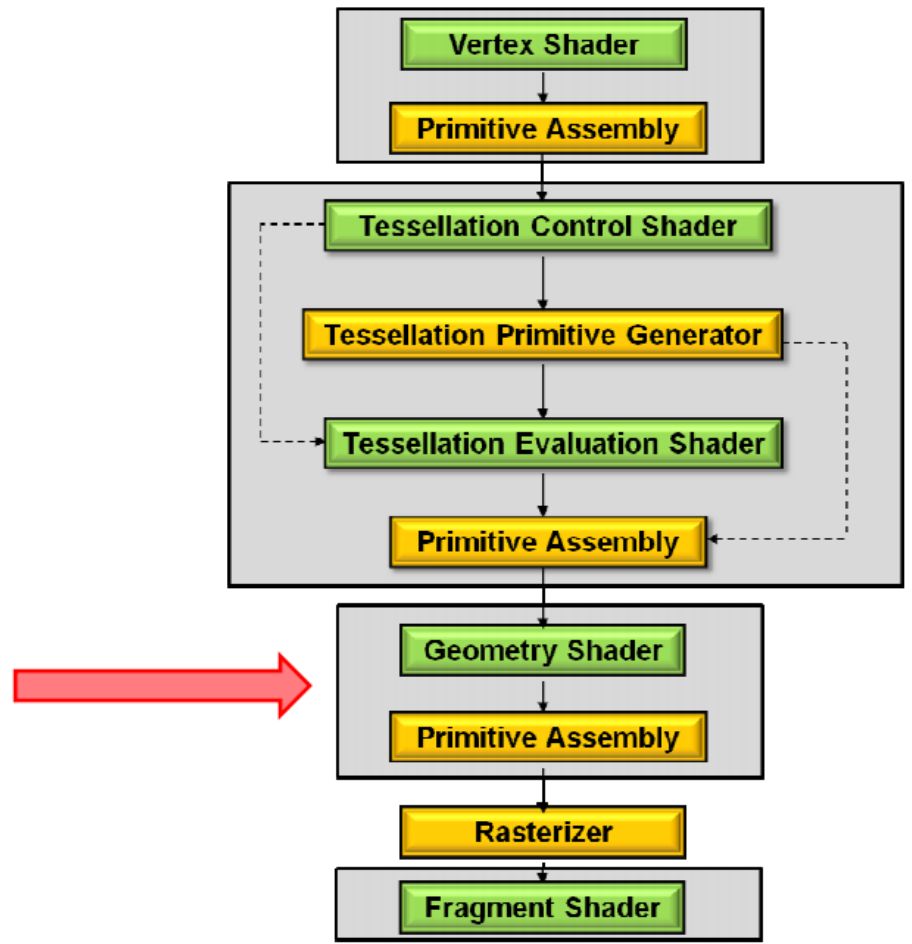 Vertex Shader
Primitive Assembly
Tessellation Control Shader
Tessellation Primitive Generator
Tessellation Evaluation Shader
Primitive Assembly
Geometry Shader
Primitive Assembly
Rasterizer
Fragment Shader